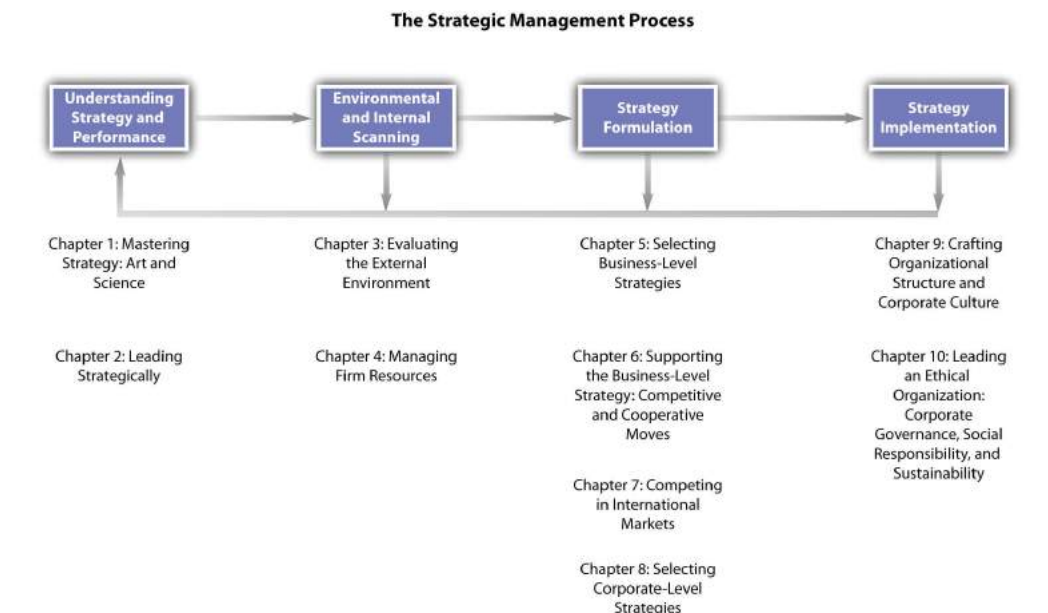 The Strategic Management Process
Understanding
Strategy and
Performance
Environmental
and Internal
Scanning
Strategy
Formulation
Strategy
Implementation
Chapter 1: Mastering
Strategy: Art and
Science
Chapter 2: Leading
Strategically
Chapter 3: Evaluating
the External
Environment
Chapter 4: Managing
Firm Resources
Chapter 5: Selecting
Business-Level
Strategies
Chapter 6: Supporting
the Business-Level
Strategy: Competitive
and Cooperative
Moves
Chapter 7: Competing
in International
Markets
Chapter 8: Selecting
Corporate-Level
Strategies
Chapter 9: Crafting
Organizational
Structure and
Corporate Culture
Chapter 10: Leading
an Ethical
Organization:
Corporate
Governance, Social
Responsibility, and
Sustainability